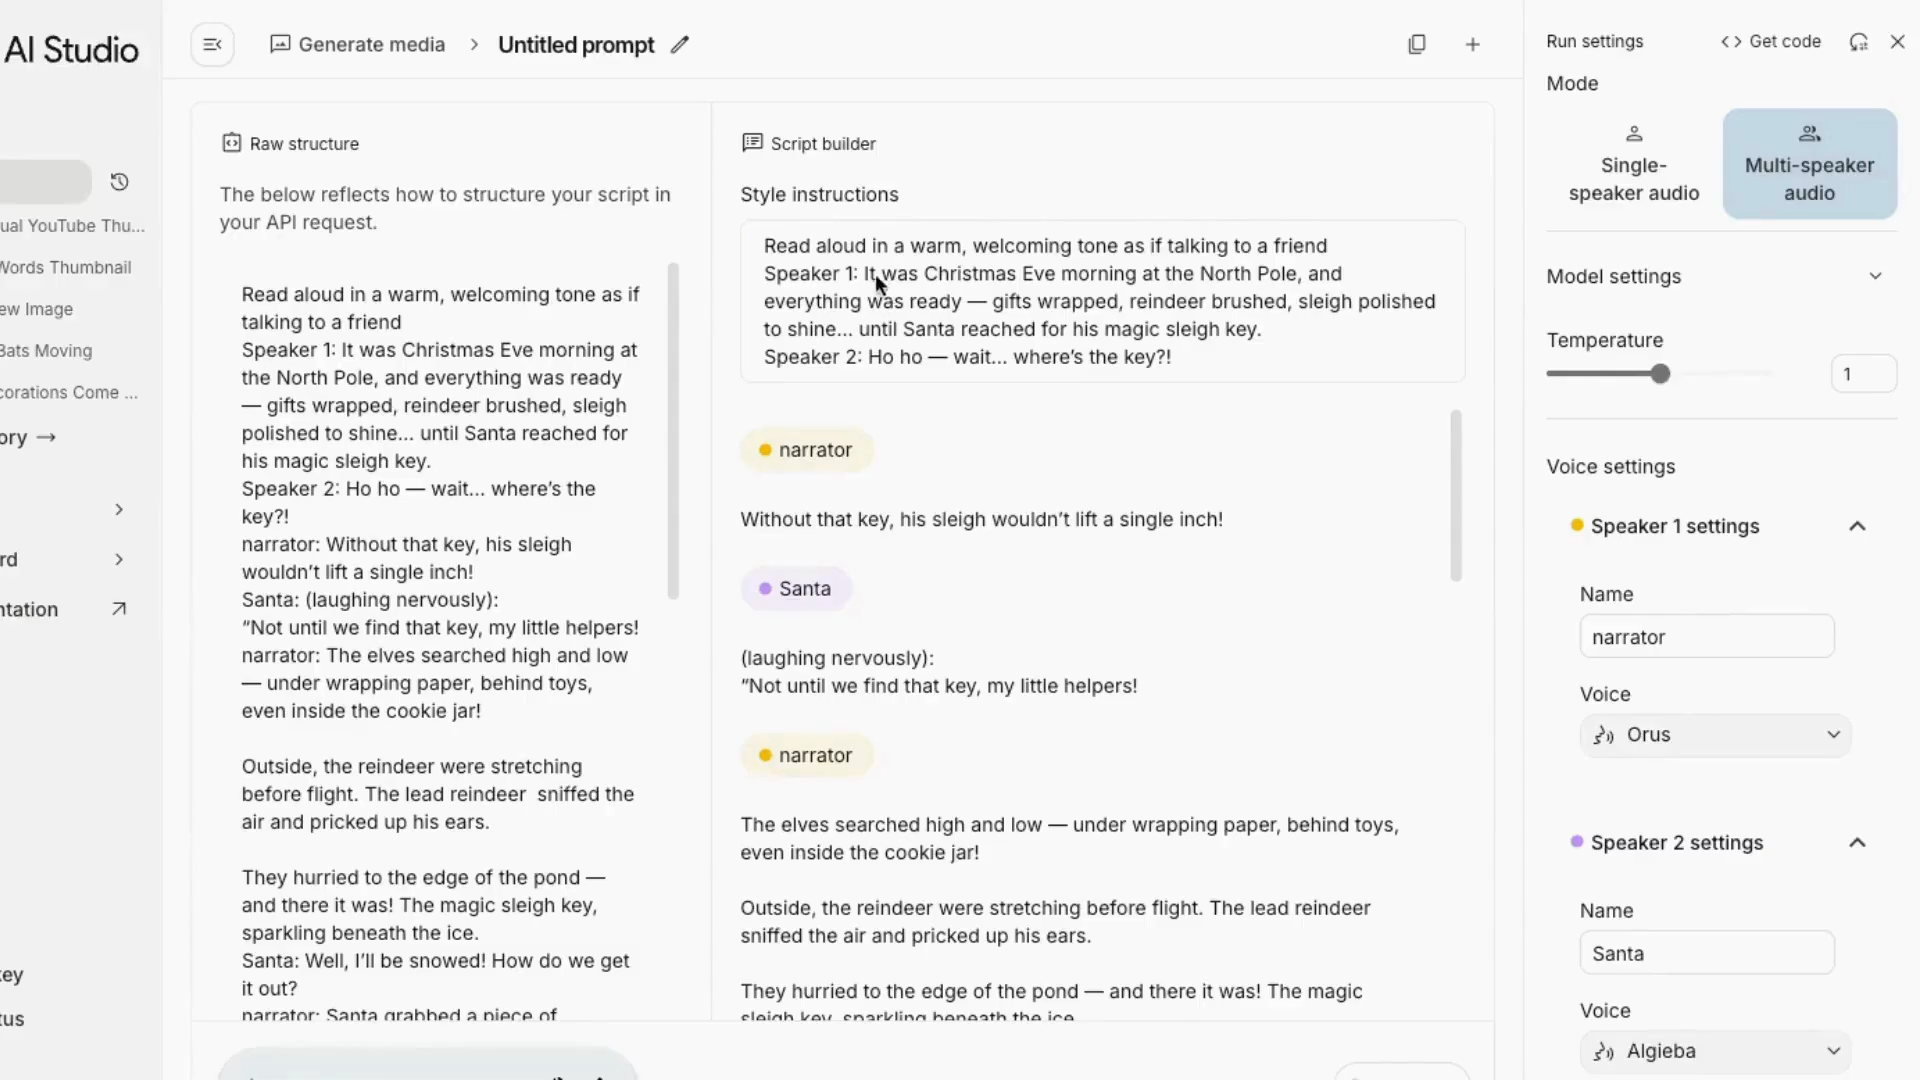 AI Studio
Generate media
Untitled prompt
Run settings
Get code
Mode
Single-
speaker audio
Multi-speaker
audio
Model settings
Temperature
1
Voice settings
Speaker 1 settings
Name
narrator
Voice
Orus
Speaker 2 settings
Name
Santa
Voice
Algieba
ual YouTube Thu...
Words Thumbnail
ew Image
Bats Moving
corations Come ...
ory
rd
ntation
key
tus
Raw structure
The below reflects how to structure your script in
your API request.
Read aloud in a warm, welcoming tone as if
talking to a friend
Speaker 1: It was Christmas Eve morning at
the North Pole, and everything was ready
— gifts wrapped, reindeer brushed, sleigh
polished to shine... until Santa reached for
his magic sleigh key.
Speaker 2: Ho ho — wait... where’s the
key?!
narrator: Without that key, his sleigh
wouldn’t lift a single inch!
Santa: (laughing nervously):
“Not until we find that key, my little helpers!
narrator: The elves searched high and low
— under wrapping paper, behind toys,
even inside the cookie jar!
Outside, the reindeer were stretching
before flight. The lead reindeer  sniffed the
air and pricked up his ears.
They hurried to the edge of the pond —
and there it was! The magic sleigh key,
sparkling beneath the ice.
Santa: Well, I’ll be snowed! How do we get
it out?
narrator: Santa grabbed a piece of
Script builder
Style instructions
Read aloud in a warm, welcoming tone as if talking to a friend
Speaker 1: It was Christmas Eve morning at the North Pole, and
everything was ready — gifts wrapped, reindeer brushed, sleigh polished
to shine... until Santa reached for his magic sleigh key.
Speaker 2: Ho ho — wait... where’s the key?!
narrator
Without that key, his sleigh wouldn’t lift a single inch!
Santa
(laughing nervously):
“Not until we find that key, my little helpers!
narrator
The elves searched high and low — under wrapping paper, behind toys,
even inside the cookie jar!
Outside, the reindeer were stretching before flight. The lead reindeer
sniffed the air and pricked up his ears.
They hurried to the edge of the pond — and there it was! The magic
sleigh key, sparkling beneath the ice.